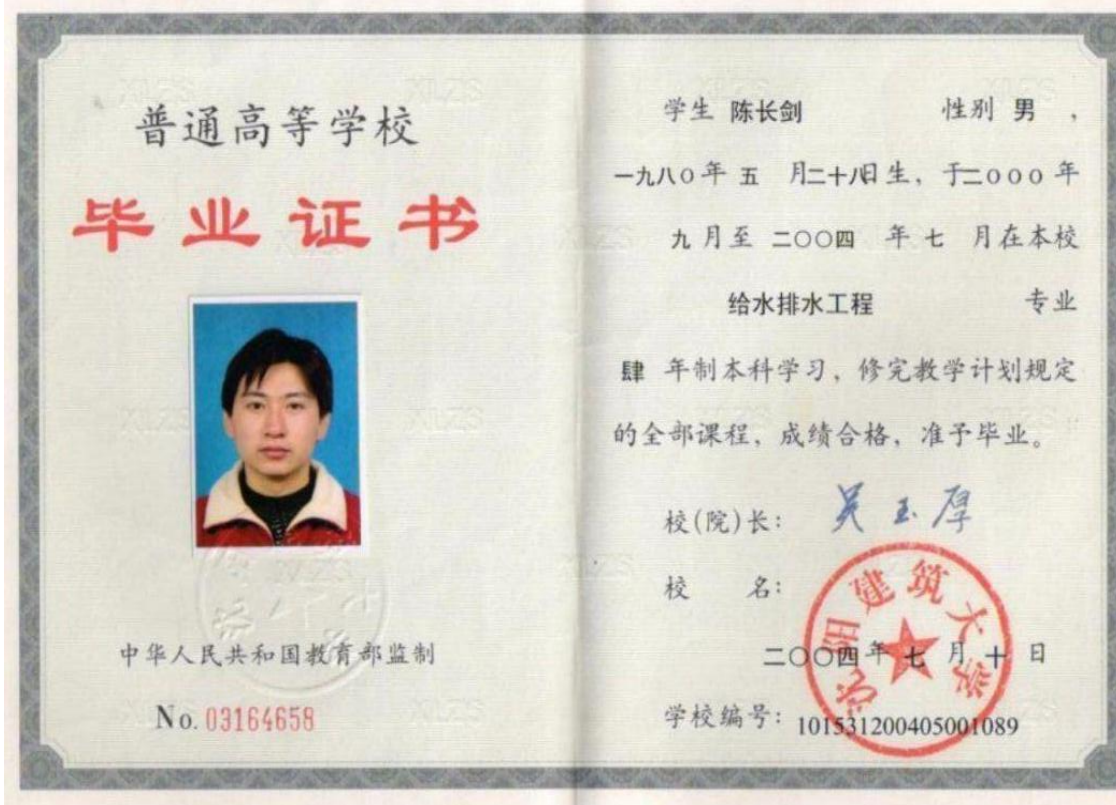 普通高等学校
毕业证书
中华人民共和国教育部监制
No. 03164658
学生 陈长剑 性别 男 ,
一九八0年 五 月二十八日生, 于二000年
九月至 二〇〇四 年 七 月在本校
给水排水工程 专业
肆 年制本科学习, 修完教学计划规定
的全部课程, 成绩合格, 准予毕业。
校(院)长: 吴玉厚
校 名:
沈阳建筑大学
二〇〇四年 七 月 十 日
学校编号: 101531200405001089